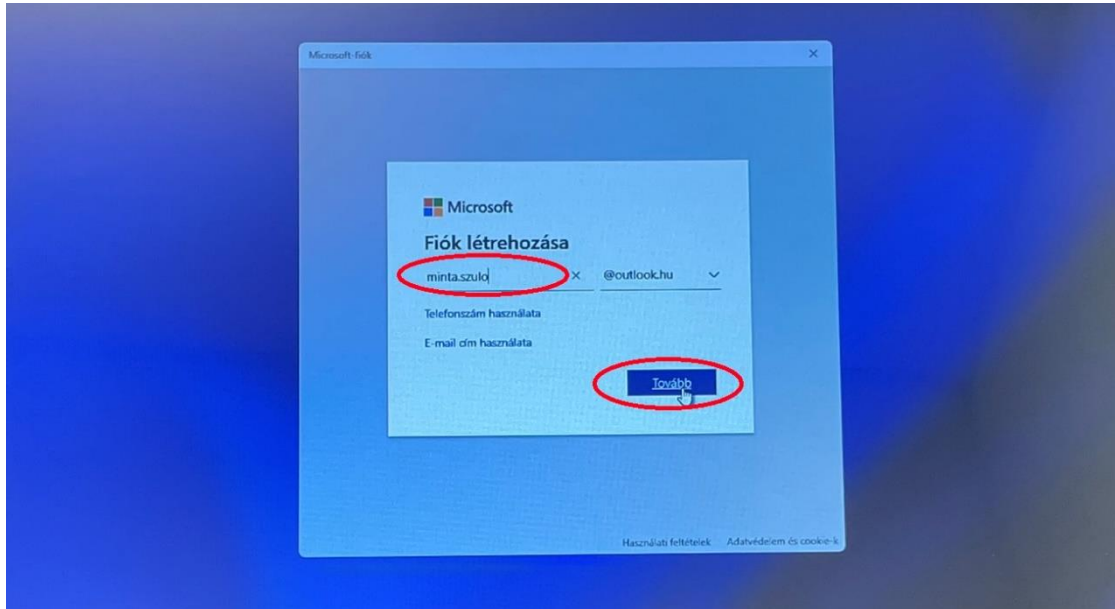 Microsoft-fiók
Microsoft
Fiók létrehozása
minta.szulo @outlook.hu
Telefonszám használata
E-mail cím használata
Tovább
Használati feltételek Adatvédelem és cookie-k